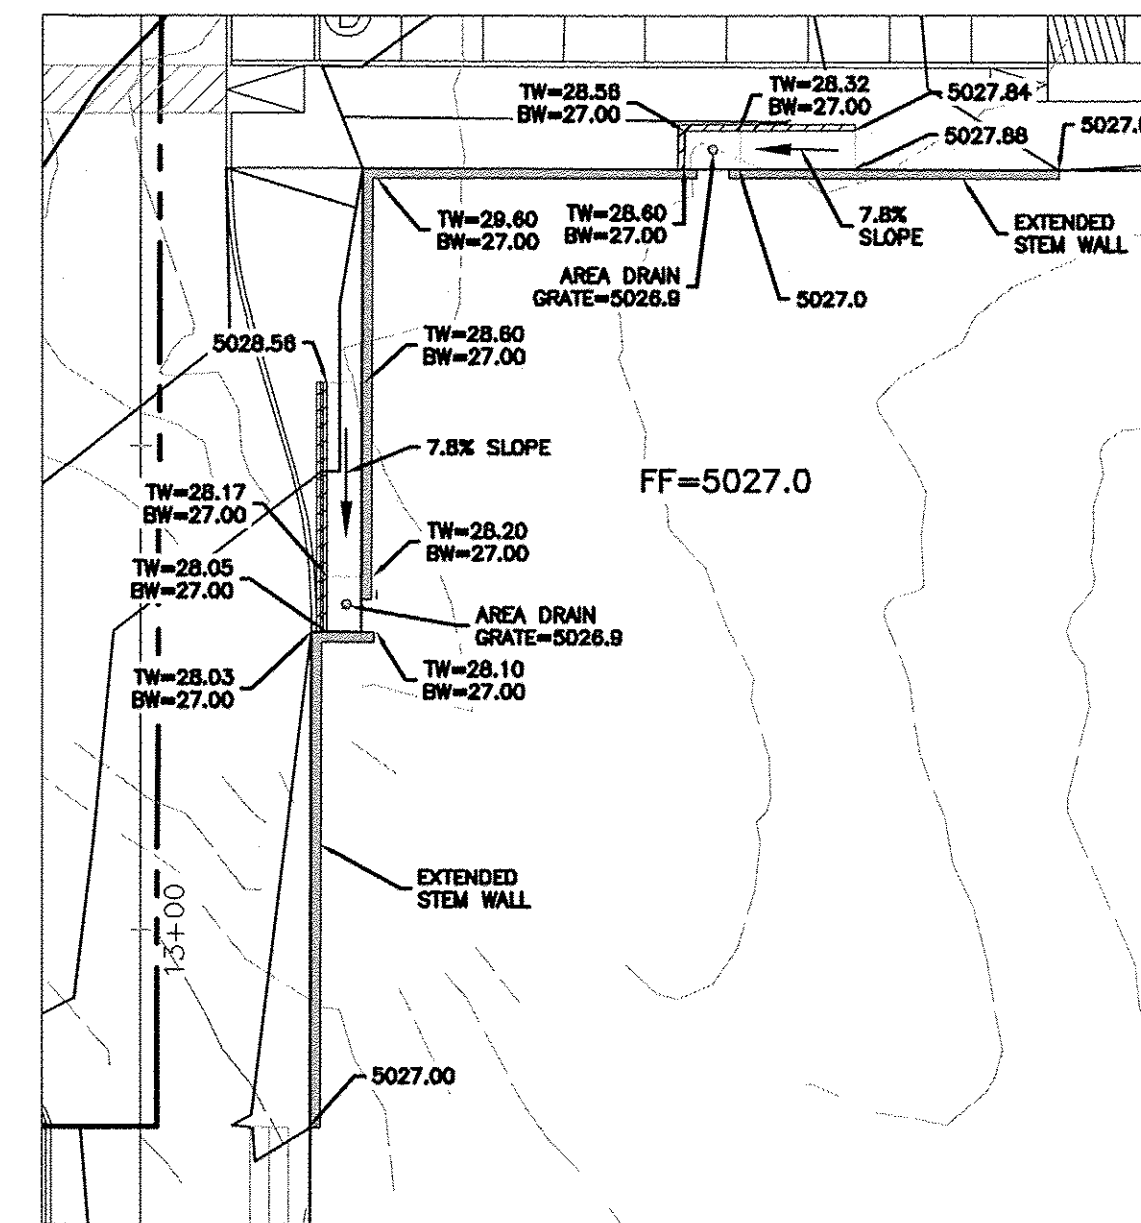 TW=28.58
BW=27.00
TW=28.32
BW=27.00
5027.84
5027.88
TW=29.60
BW=27.00
TW=28.60
BW=27.00
7.8%
SLOPE
EXTENDED
STEM WALL
AREA DRAIN
GRATE=5026.9
5027.0
5028.56
TW=28.60
BW=27.00
7.8% SLOPE
FF=5027.0
TW=28.17
BW=27.00
TW=28.20
BW=27.00
TW=28.05
BW=27.00
AREA DRAIN
GRATE=5026.9
TW=28.03
BW=27.00
TW=28.10
BW=27.00
EXTENDED
STEM WALL
13+00
5027.00